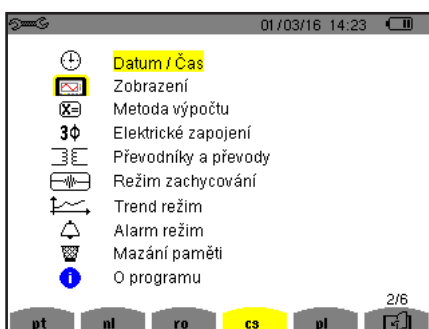 01/03/16 14:23
Datum / Čas
Zobrazení
X= Metoda výpočtu
3Φ Elektrické zapojení
Převodníky a převody
Režim zachycování
Trend režim
Alarm režim
Mazání paměti
i O programu
2/6
pt nl ro cs pl